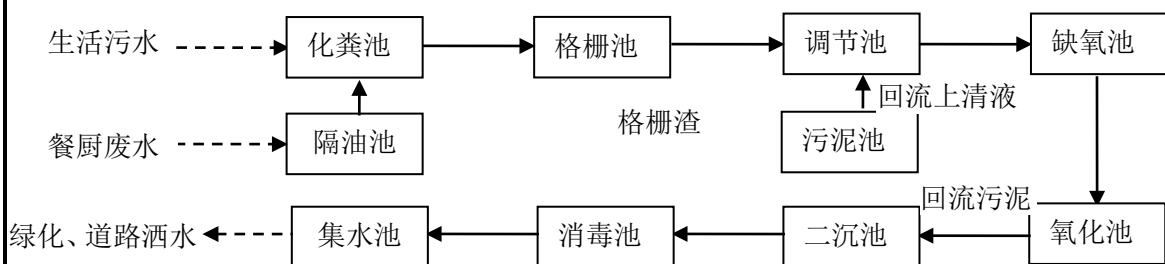 生活污水
化粪池
格栅池
调节池
缺氧池
回流上清液
格栅渣
餐厨废水
隔油池
污泥池
回流污泥
绿化、道路洒水
集水池
消毒池
二沉池
氧化池